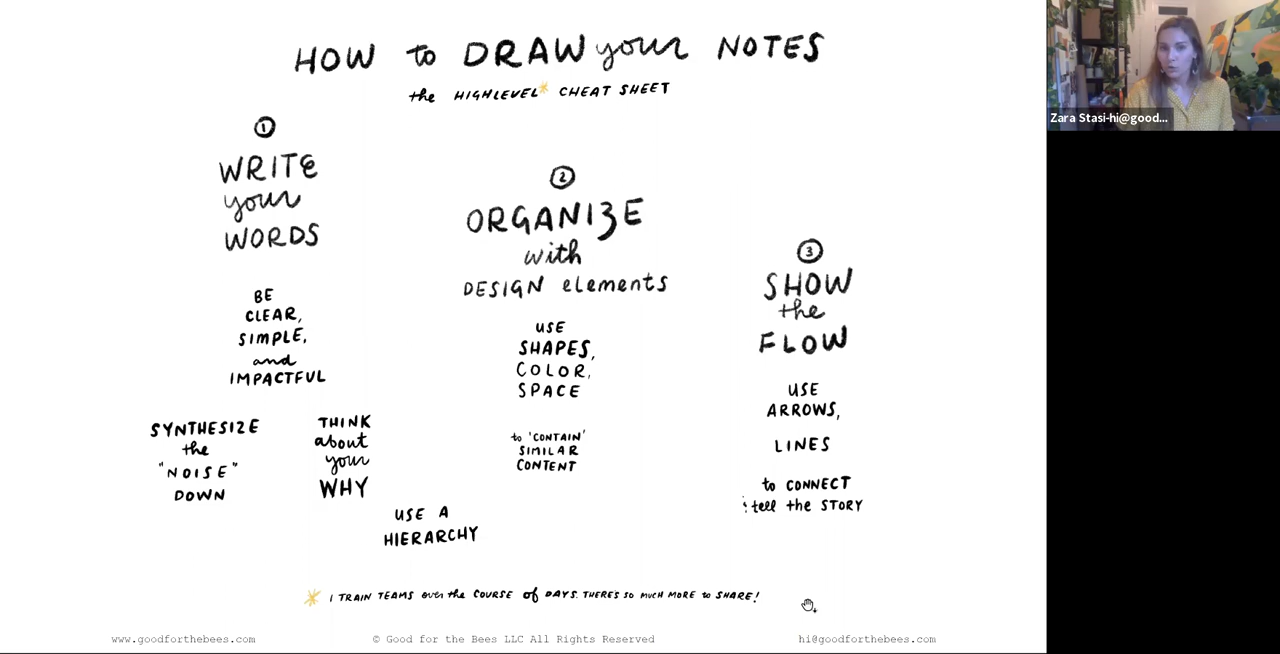 HOW to DRAW your NOTES
the HIGHLEVEL* CHEAT SHEET
1
WRITE
your
WORDS
BE
CLEAR,
SIMPLE,
and
IMPACTFUL
SYNTHESIZE
the
"NOISE"
DOWN
THINK
about
your
WHY
USE A
HIERARCHY
2
ORGANIZE
with
DESIGN elements
USE
SHAPES,
COLOR,
SPACE
to 'CONTAIN'
SIMILAR
CONTENT
3
SHOW
the
FLOW
USE
ARROWS,
LINES
to CONNECT
tell the STORY
* I TRAIN TEAMS over the COURSE of DAYS. THERES SO MUCH MORE to SHARE!
www.goodforthebees.com
© Good for the Bees LLC All Rights Reserved
hi@goodforthebees.com
Zara Stasi-hi@good...